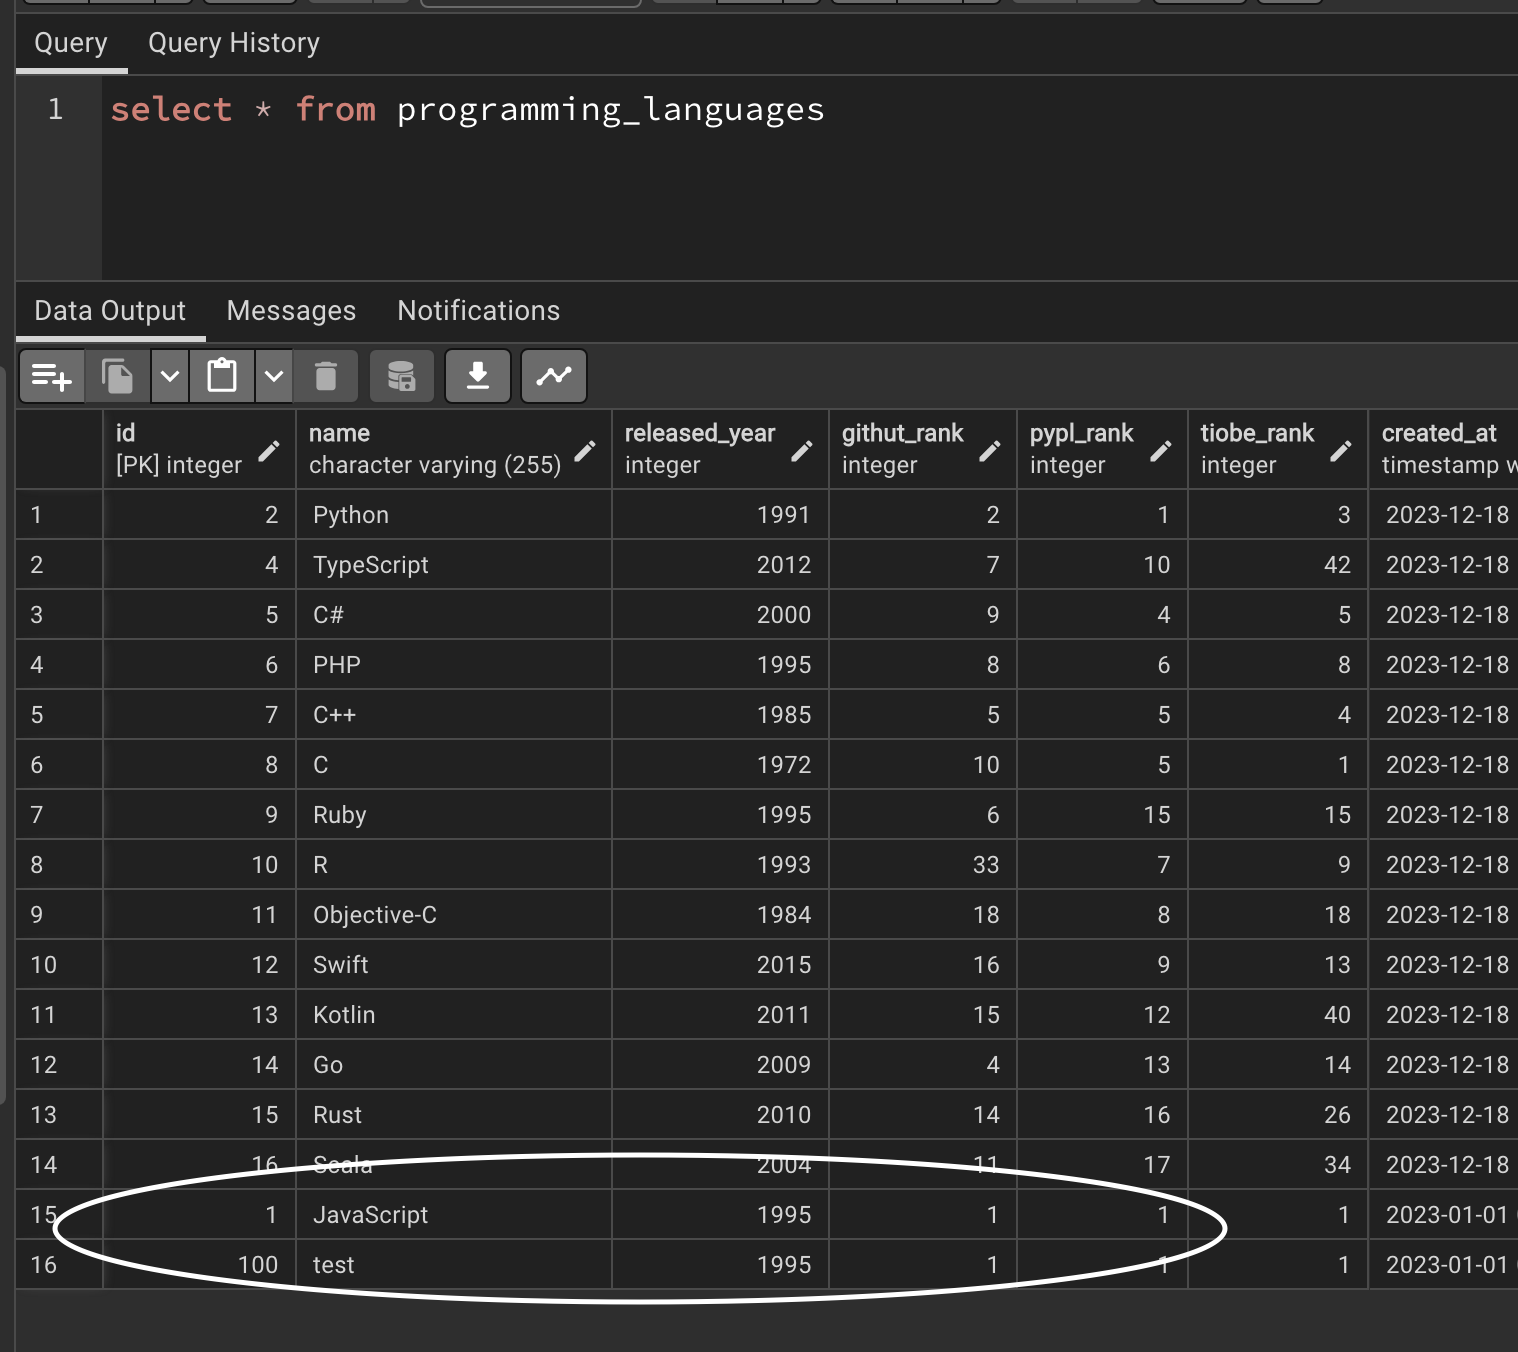 Query Query History
1 select * from programming_languages
Data Output Messages Notifications
id name released_year githut_rank pypl_rank tiobe_rank created_at
[PK] integer character varying (255) integer integer integer integer timestamp w
1 2 Python 1991 2 1 3 2023-12-18
2 4 TypeScript 2012 7 10 42 2023-12-18
3 5 C# 2000 9 4 5 2023-12-18
4 6 PHP 1995 8 6 8 2023-12-18
5 7 C++ 1985 5 5 4 2023-12-18
6 8 C 1972 10 5 1 2023-12-18
7 9 Ruby 1995 6 15 15 2023-12-18
8 10 R 1993 33 7 9 2023-12-18
9 11 Objective-C 1984 18 8 18 2023-12-18
10 12 Swift 2015 16 9 13 2023-12-18
11 13 Kotlin 2011 15 12 40 2023-12-18
12 14 Go 2009 4 13 14 2023-12-18
13 15 Rust 2010 14 16 26 2023-12-18
14 16 Scala 2004 11 17 34 2023-12-18
15 1 JavaScript 1995 1 1 1 2023-01-01
16 100 test 1995 1 1 1 2023-01-01